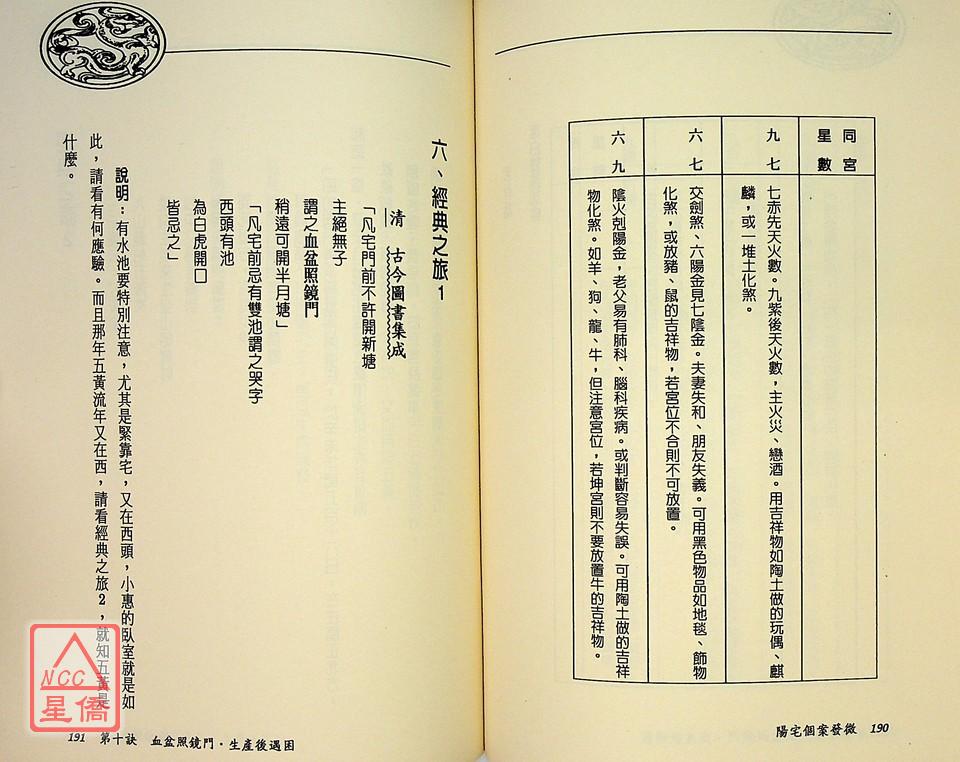 同宮
星數
九七
七赤先天火數。九紫後天火數，主火災、戀酒。用吉祥物如陶土做的玩偶、麒
麟，或一堆土化煞。
六七
交劍煞、六陽金見七陰金。夫妻失和、朋友失義。可用黑色物品如地毯、飾物
化煞，或放豬、鼠的吉祥物，若宮位不合則不可放置。
六九
陰火剋陽金，老父易有肺科、腦科疾病。或判斷容易失誤。可用陶土做的吉祥
物化煞。如羊、狗、龍、牛，但注意宮位，若坤宮則不要放置牛的吉祥物。
陽宅個案發微 190
六、經典之旅1
清 古今圖書集成
「凡宅門前不許開新塘
主絕無子
謂之血盆照鏡門
稍遠可開半月塘」
「凡宅前忌有雙池謂之哭字
西頭有池
為白虎開口
皆忌之」
說明：有水池要特別注意，尤其是緊靠宅，又在西頭，小惠的臥室就是如
此，請看有何應驗。而且那年五黃流年又在西，請看經典之旅2，就知五黃是
什麼。
NCC
星僑
191 第十訣 血盆照鏡門・生產後遇困